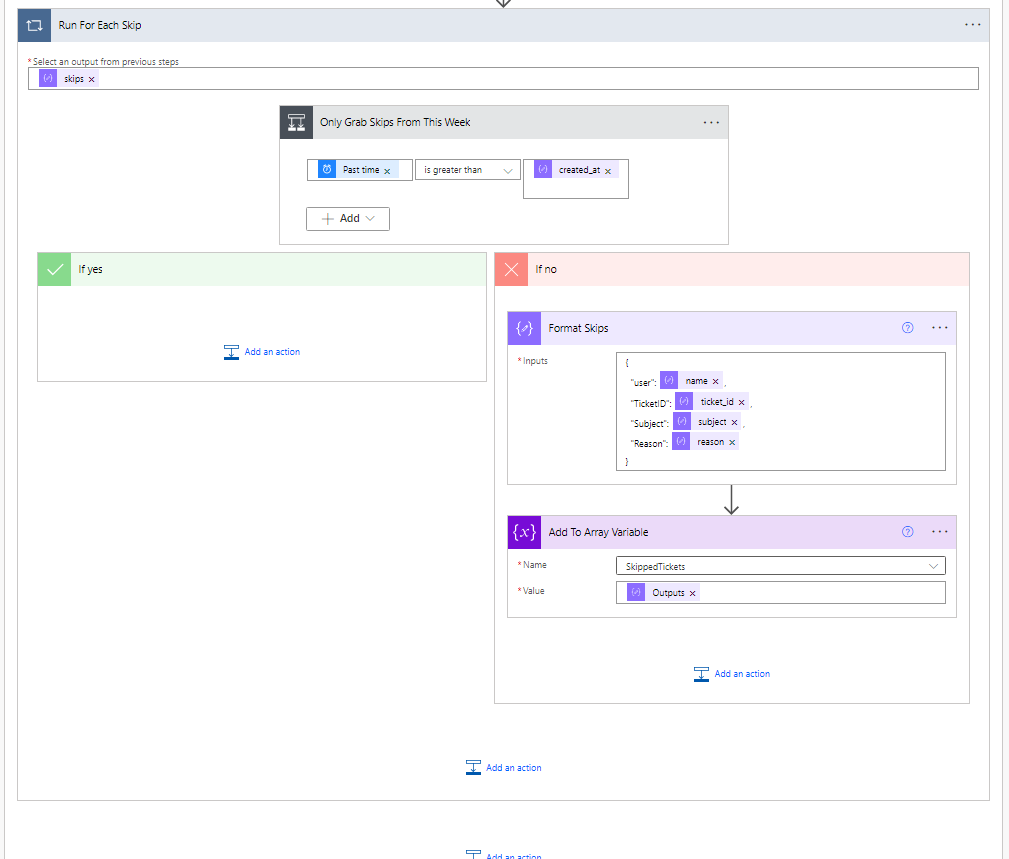 Run For Each Skip
* Select an output from previous steps
skips ×
Only Grab Skips From This Week
Past time × is greater than created_at ×
Add
If yes
If no
Add an action
Format Skips
* Inputs
{
"user": name × ,
"TicketID": ticket_id × ,
"Subject": subject × ,
"Reason": reason ×
}
{x} Add To Array Variable
* Name SkippedTickets
* Value Outputs ×
Add an action
Add an action
Add an action